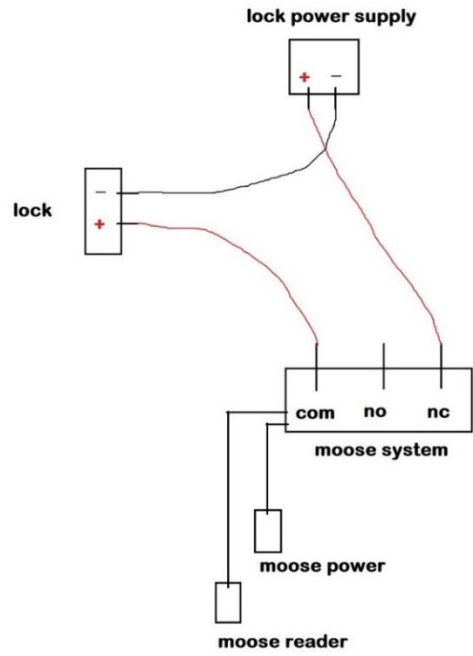 lock power supply
+ −
−
lock
+
com no nc
moose system
moose power
moose reader